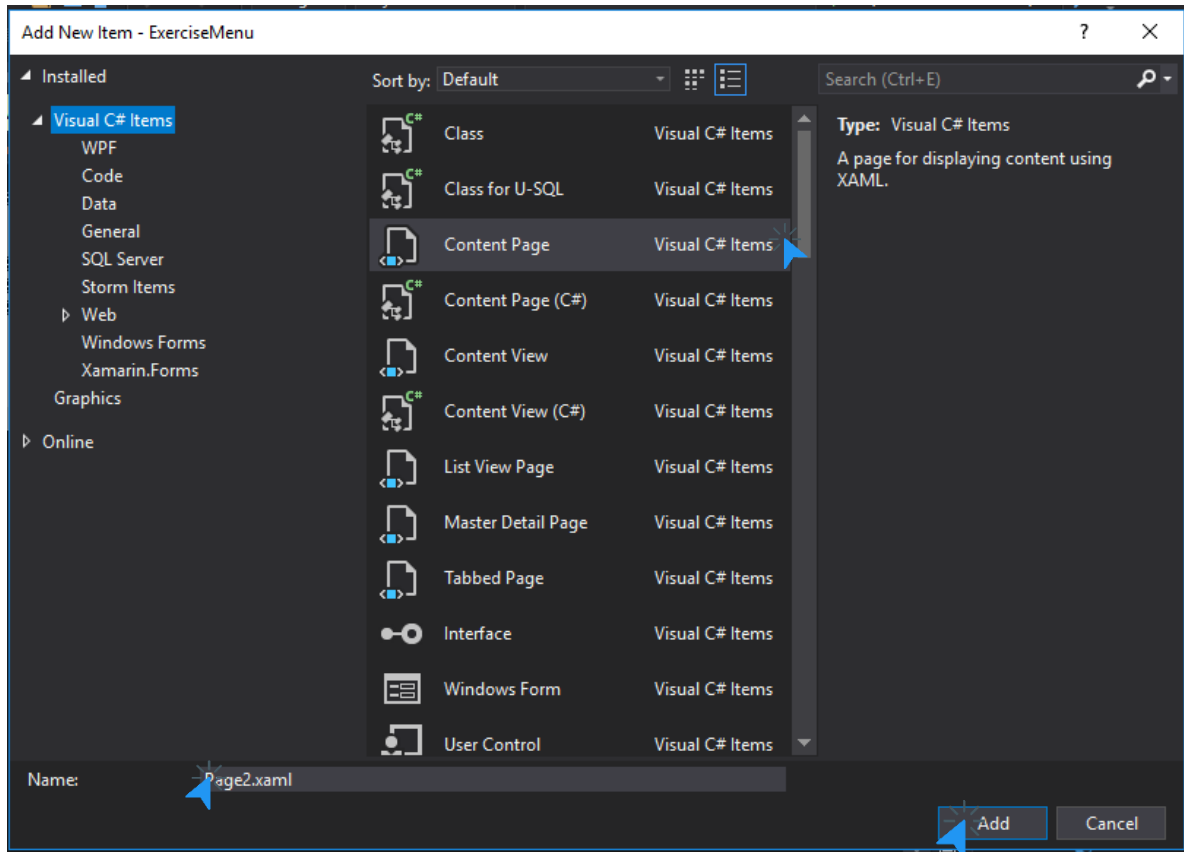 Add New Item - ExerciseMenu
?
Installed
Sort by: Default
Search (Ctrl+E)
Visual C# Items
WPF
Code
Data
General
SQL Server
Storm Items
Web
Windows Forms
Xamarin.Forms
Graphics
Online
C# Class Visual C# Items
C# Class for U-SQL Visual C# Items
Content Page Visual C# Items
C# Content Page (C#) Visual C# Items
Content View Visual C# Items
C# Content View (C#) Visual C# Items
List View Page Visual C# Items
Master Detail Page Visual C# Items
Tabbed Page Visual C# Items
Interface Visual C# Items
Windows Form Visual C# Items
User Control Visual C# Items
Type: Visual C# Items
A page for displaying content using
XAML.
Name: Page2.xaml
Add Cancel